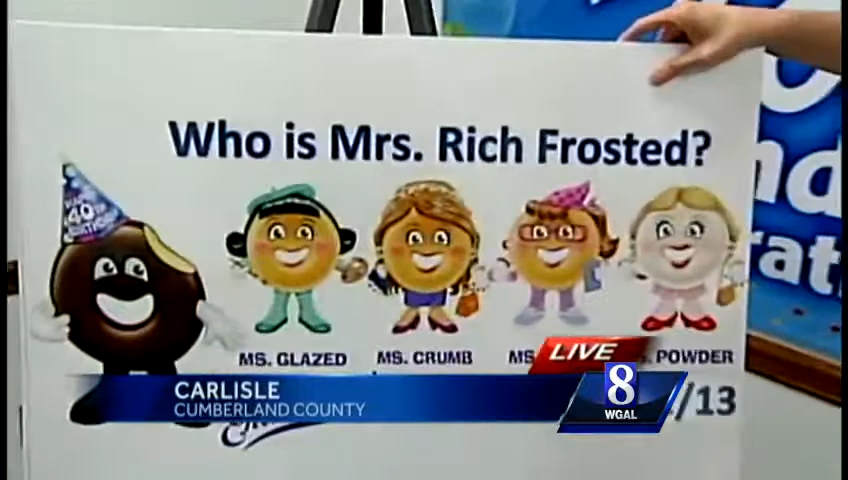 Who is Mrs. Rich Frosted?
40TH
MS. GLAZED
MS. CRUMB
MS
POWDER
LIVE
CARLISLE
CUMBERLAND COUNTY
8
WGAL
/13